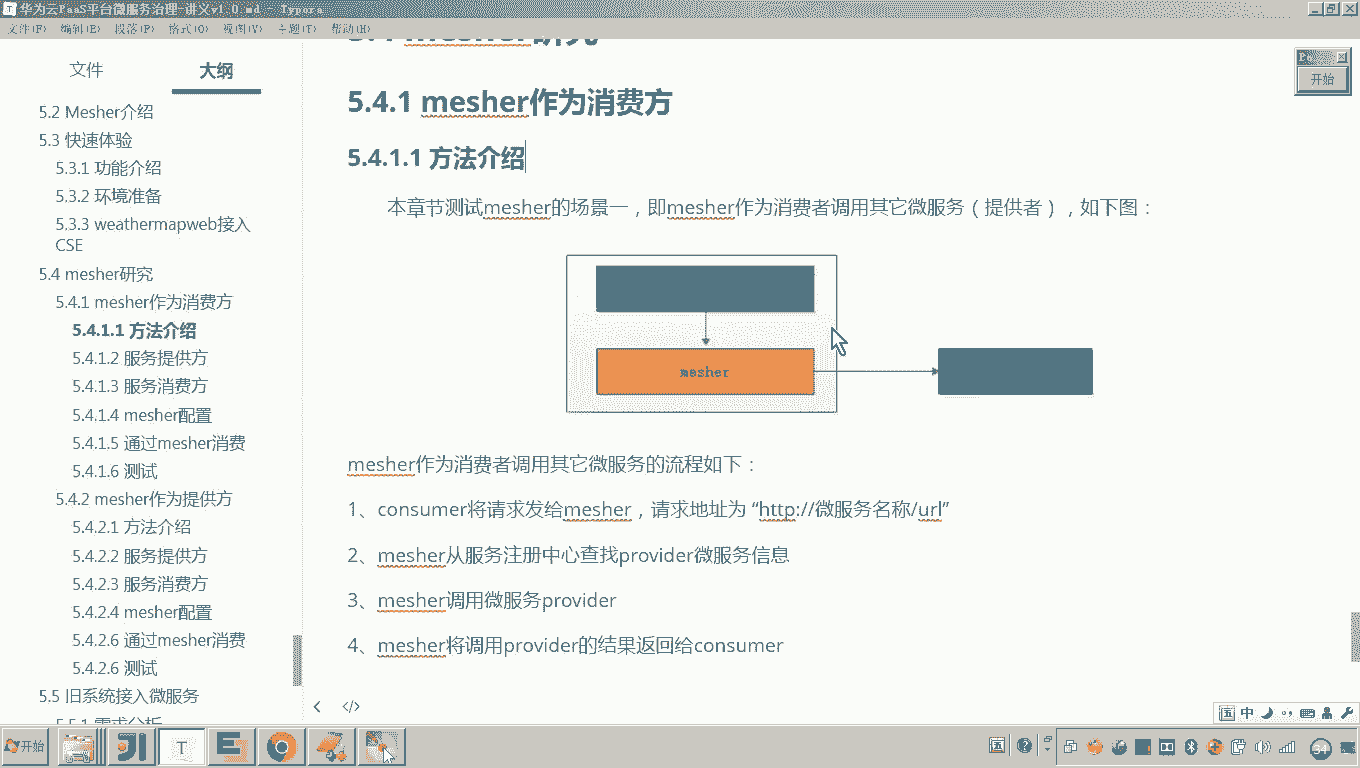 华为云PaaS平台微服务治理-讲义v1.0.md - Typora
文件(F) 编辑(E) 段落(P) 格式(O) 视图(V) 主题(T) 帮助(H)
文件 大纲
5.2 Mesher介绍
5.3 快速体验
5.3.1 功能介绍
5.3.2 环境准备
5.3.3 weathermapweb接入
CSE
5.4 mesher研究
5.4.1 mesher作为消费方
5.4.1.1 方法介绍
5.4.1.2 服务提供方
5.4.1.3 服务消费方
5.4.1.4 mesher配置
5.4.1.5 通过mesher消费
5.4.1.6 测试
5.4.2 mesher作为提供方
5.4.2.1 方法介绍
5.4.2.2 服务提供方
5.4.2.3 服务消费方
5.4.2.4 mesher配置
5.4.2.6 通过mesher消费
5.4.2.6 测试
5.5 旧系统接入微服务
5.5.1 需求分析
5.4 mesher研究
5.4.1 mesher作为消费方
5.4.1.1 方法介绍
本章节测试mesher的场景一，即mesher作为消费者调用其它微服务（提供者），如下图：
mesher
mesher作为消费者调用其它微服务的流程如下：
1、consumer将请求发给mesher，请求地址为 “http://微服务名称/url”
2、mesher从服务注册中心查找provider微服务信息
3、mesher调用微服务provider
4、mesher将调用provider的结果返回给consumer
开始
</>
五 中
开始
T
五
34